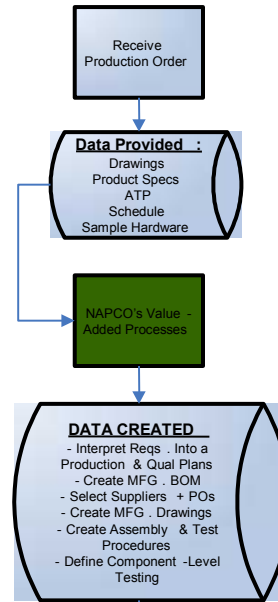 Receive
Production Order
Data Provided :
Drawings
Product Specs
ATP
Schedule
Sample Hardware
NAPCO's Value -
Added Processes
DATA CREATED
- Interpret Reqs . Into a
Production & Qual Plans
- Create MFG . BOM
- Select Suppliers + POs
- Create MFG . Drawings
- Create Assembly & Test
Procedures
- Define Component -Level
Testing